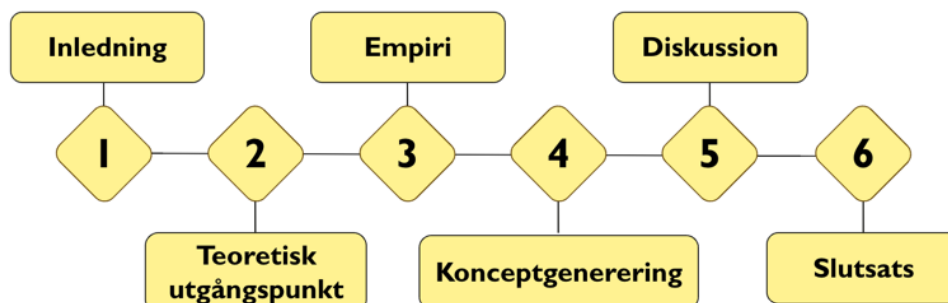 Inledning
Empiri
Diskussion
1
2
3
4
5
6
Teoretisk
utgångspunkt
Konceptgenerering
Slutsats